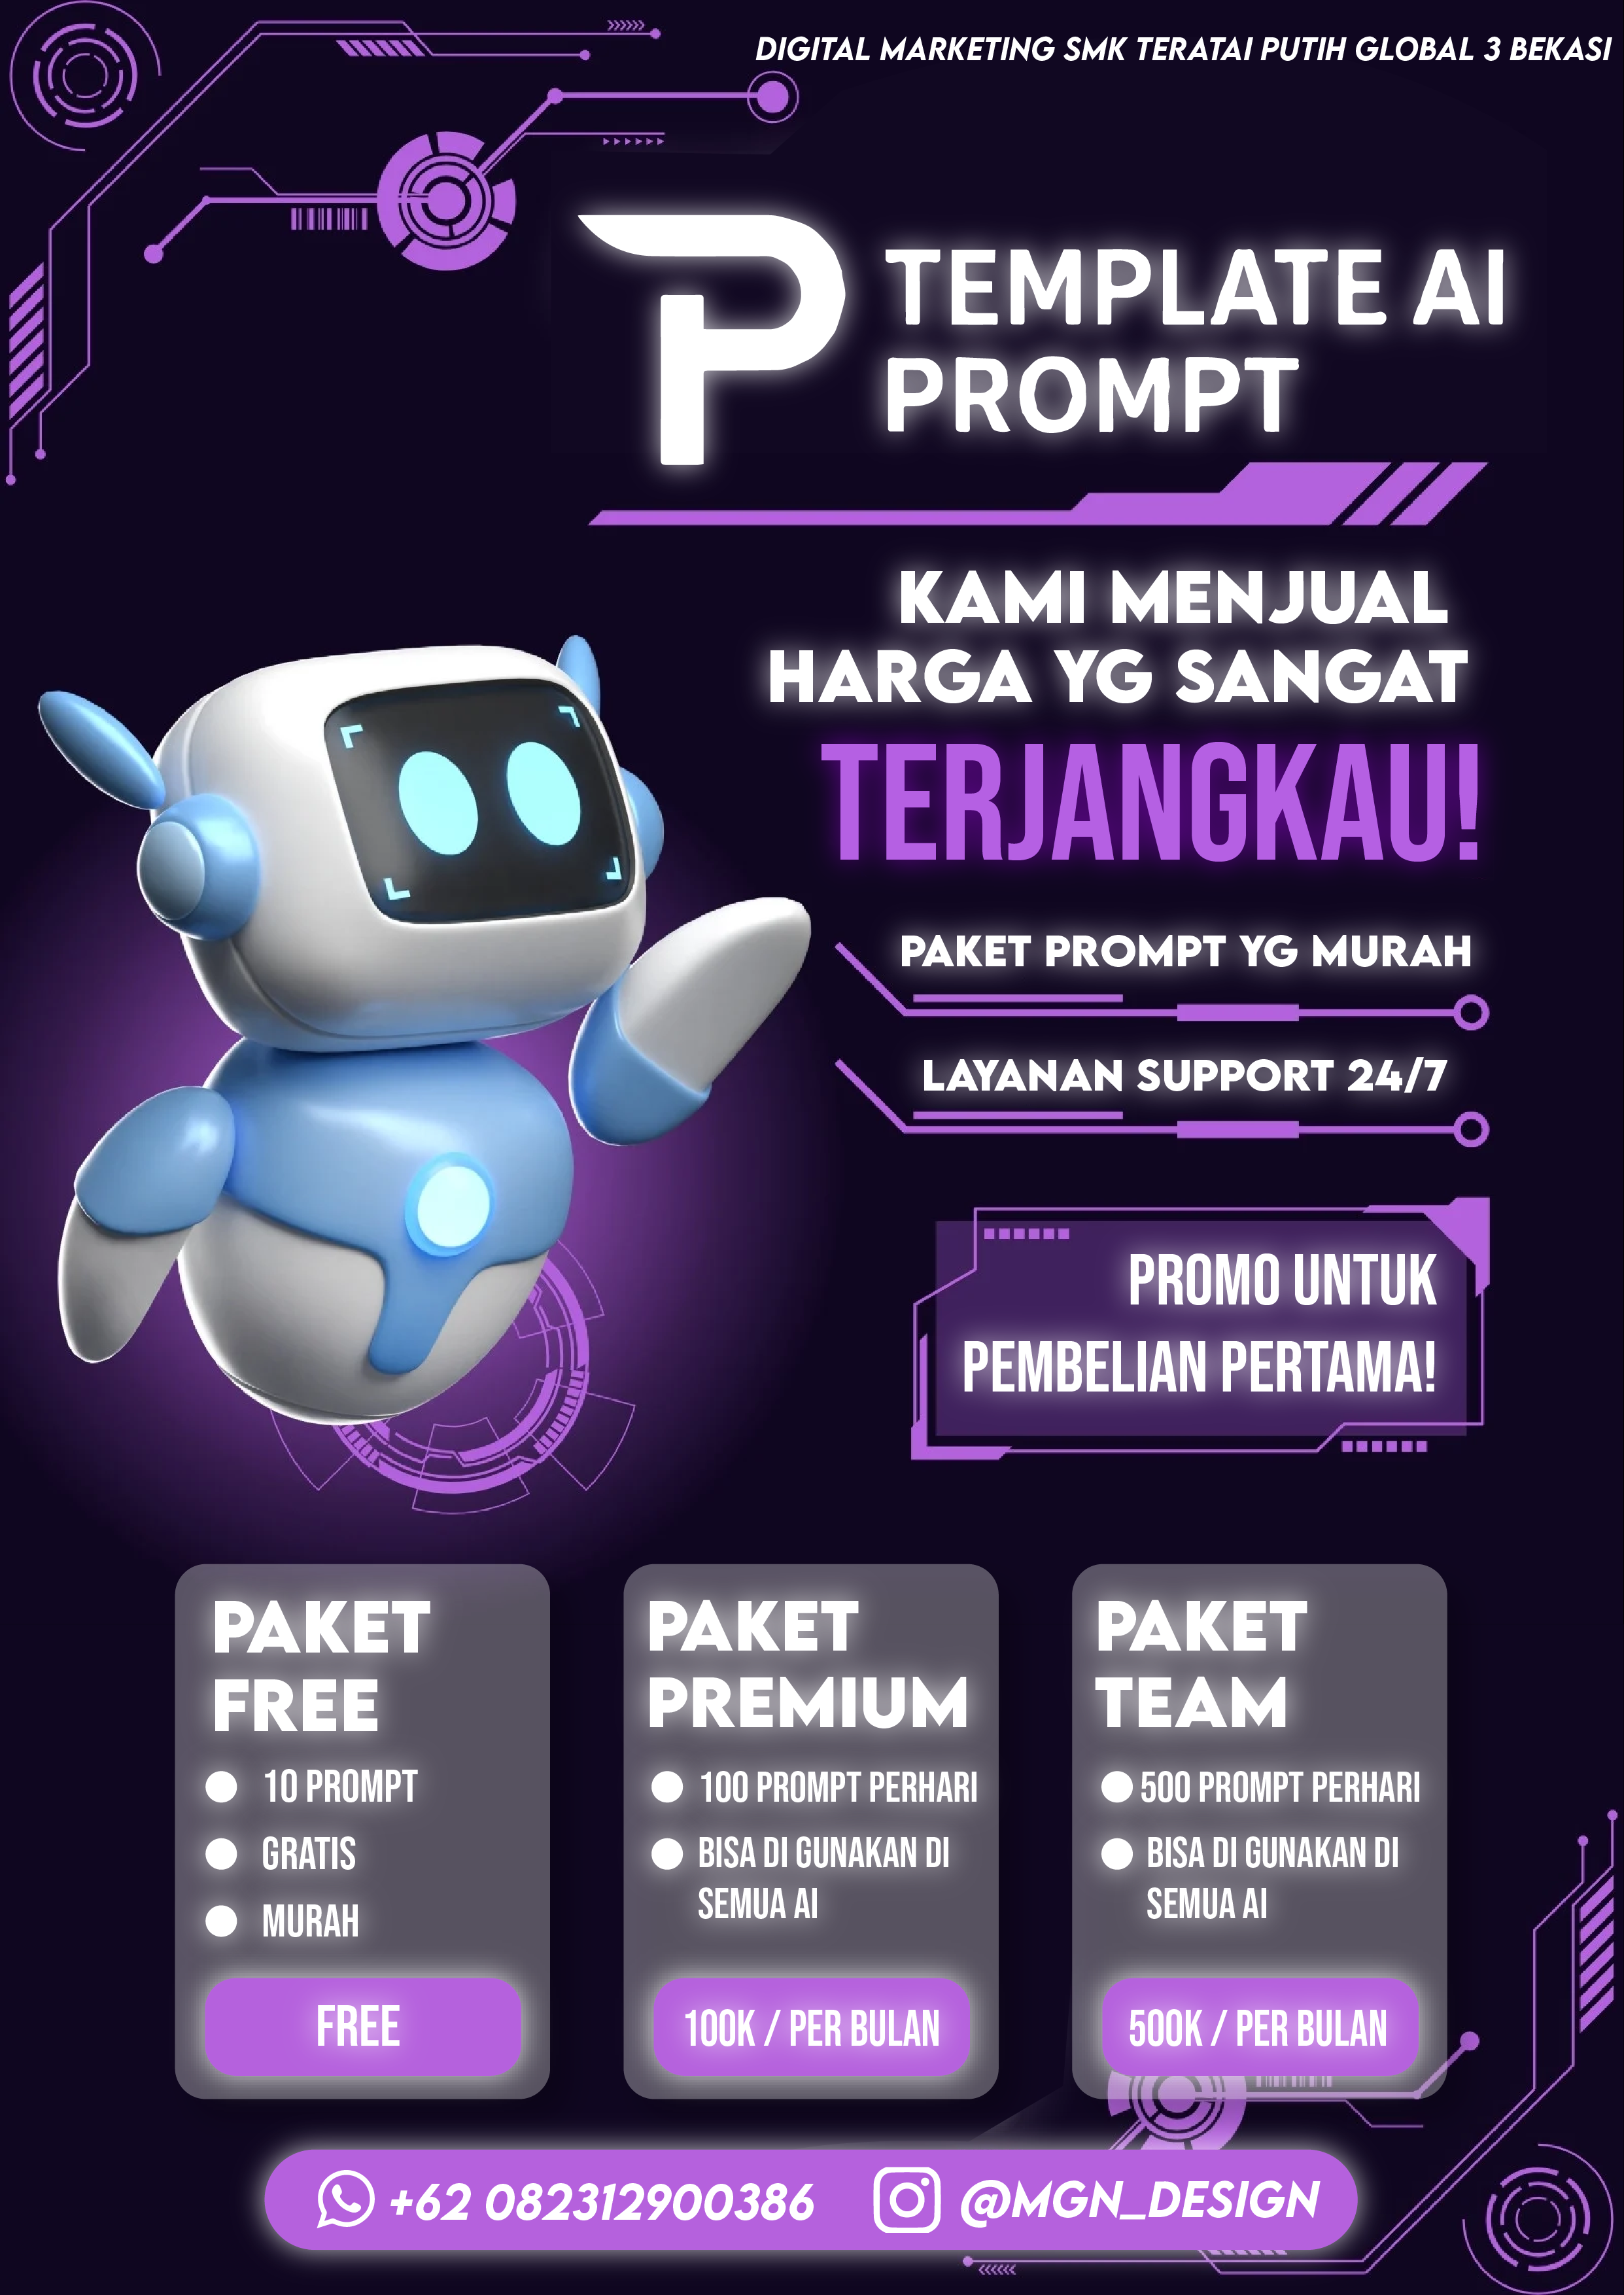 DIGITAL MARKETING SMK TERATAI PUTIH GLOBAL 3 BEKASI
P
TEMPLATE AI
PROMPT
KAMI MENJUAL
HARGA YG SANGAT
TERJANGKAU!
PAKET PROMPT YG MURAH
LAYANAN SUPPORT 24/7
PROMO UNTUK
PEMBELIAN PERTAMA!
PAKET
FREE
10 PROMPT
GRATIS
MURAH
FREE
PAKET
PREMIUM
100 PROMPT PERHARI
BISA DI GUNAKAN DI
SEMUA AI
100K / PER BULAN
PAKET
TEAM
500 PROMPT PERHARI
BISA DI GUNAKAN DI
SEMUA AI
500K / PER BULAN
+62 082312900386
@MGN_DESIGN